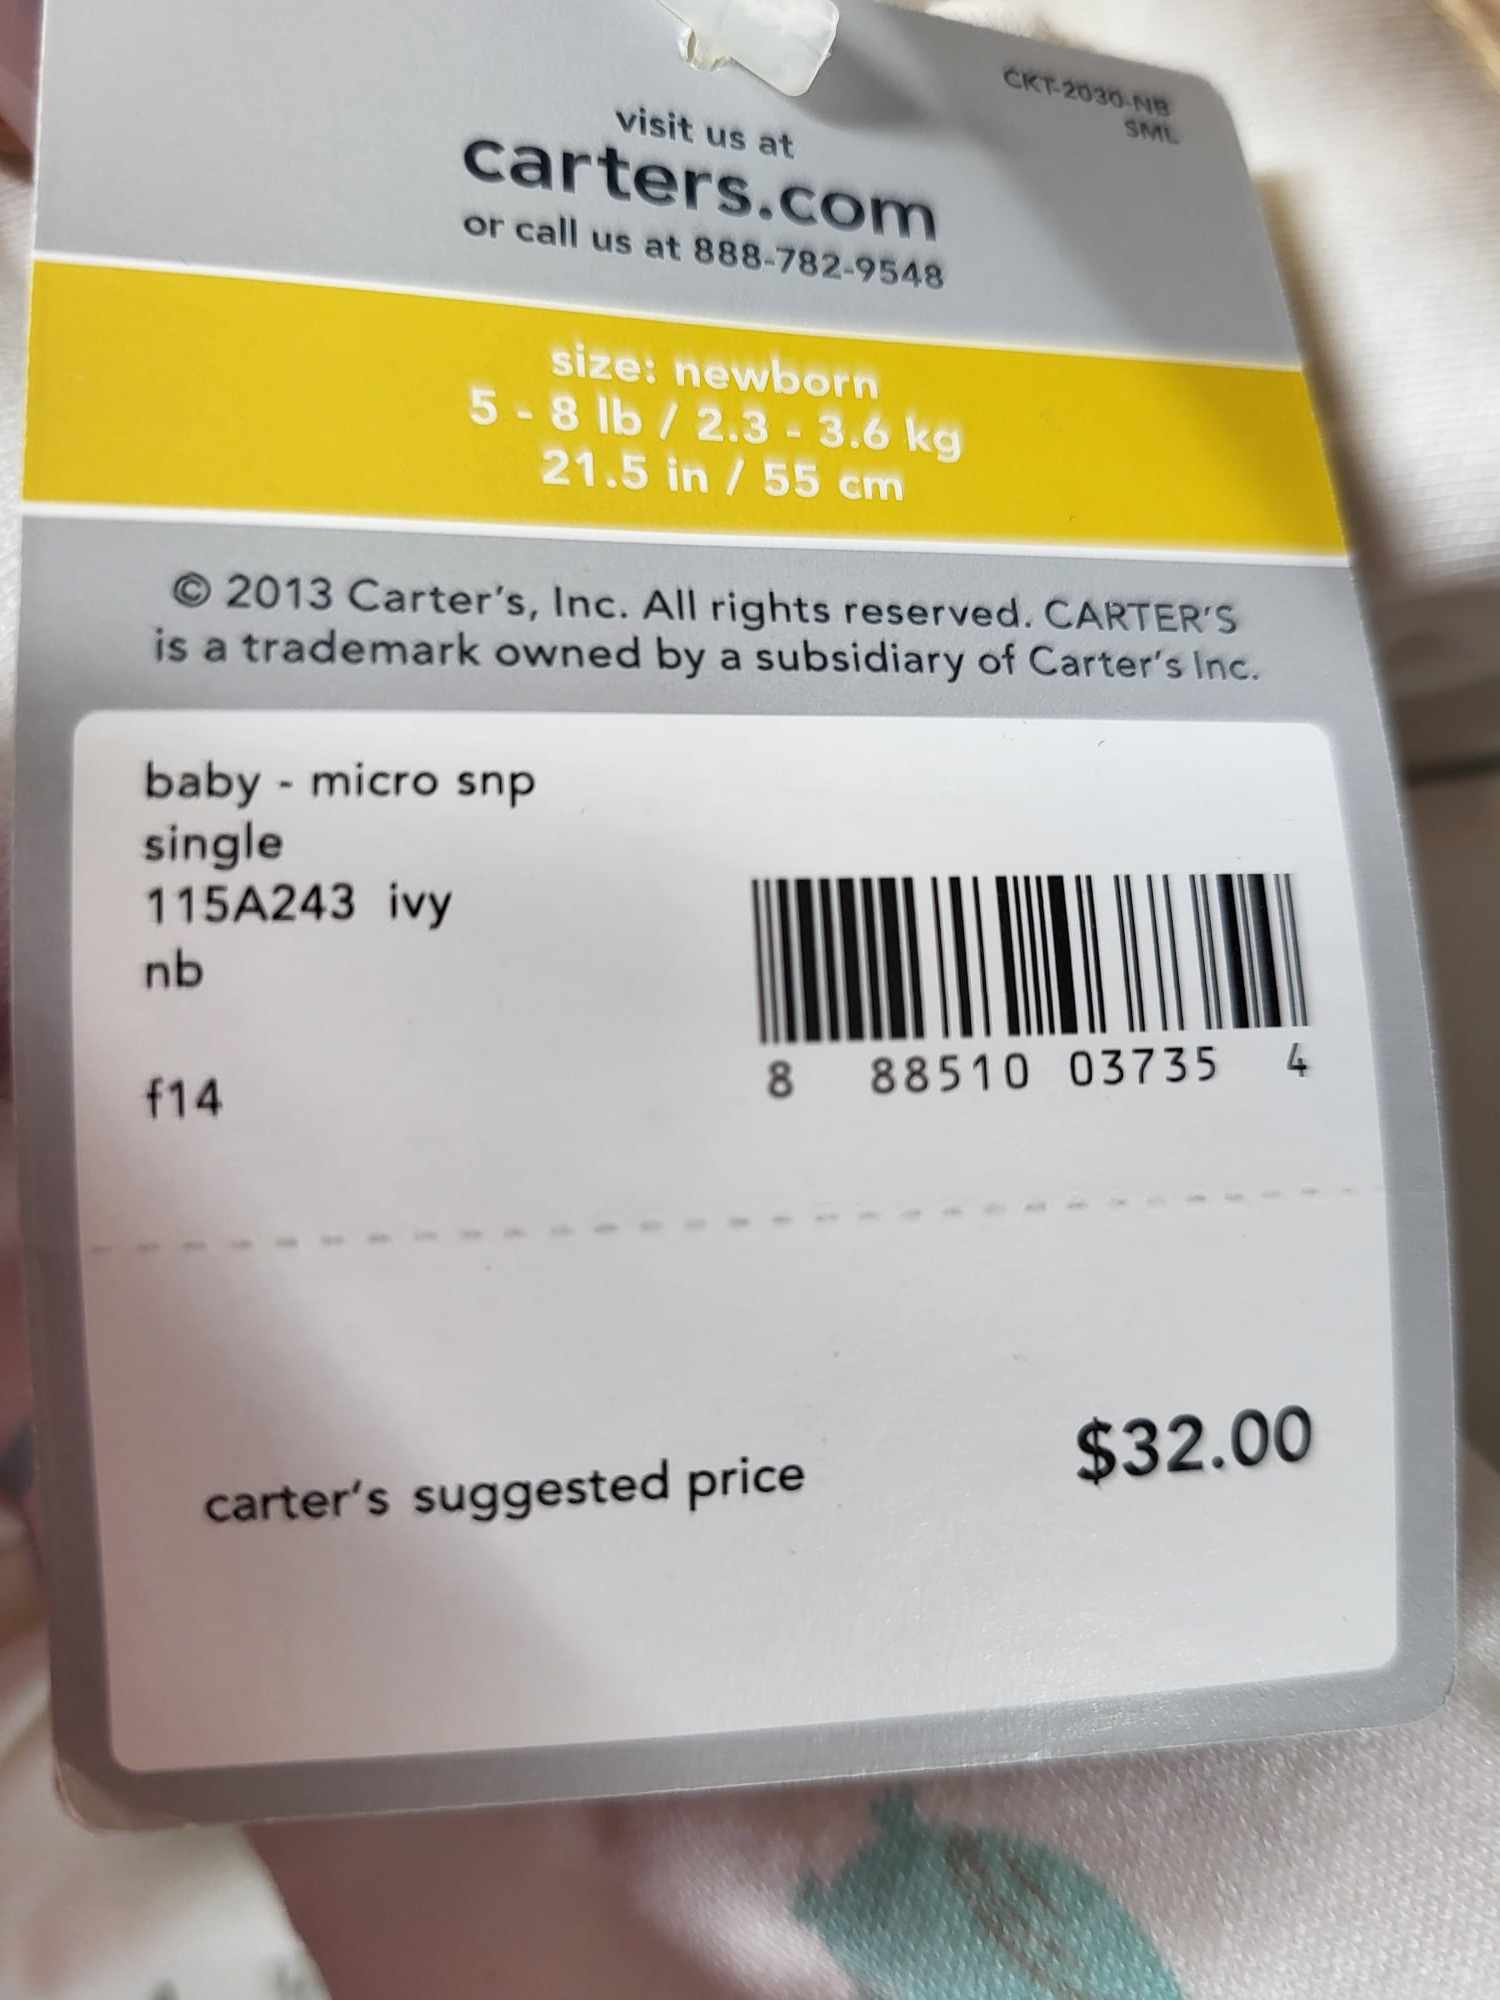 CKT-2030-NB
SML
visit us at
carters.com
or call us at 888-782-9548
size: newborn
5 - 8 lb / 2.3 - 3.6 kg
21.5 in / 55 cm
© 2013 Carter's, Inc. All rights reserved. CARTER'S
is a trademark owned by a subsidiary of Carter's Inc.
baby - micro snp
single
115A243 ivy
nb
f14
8 88510 03735 4
carter's suggested price $32.00